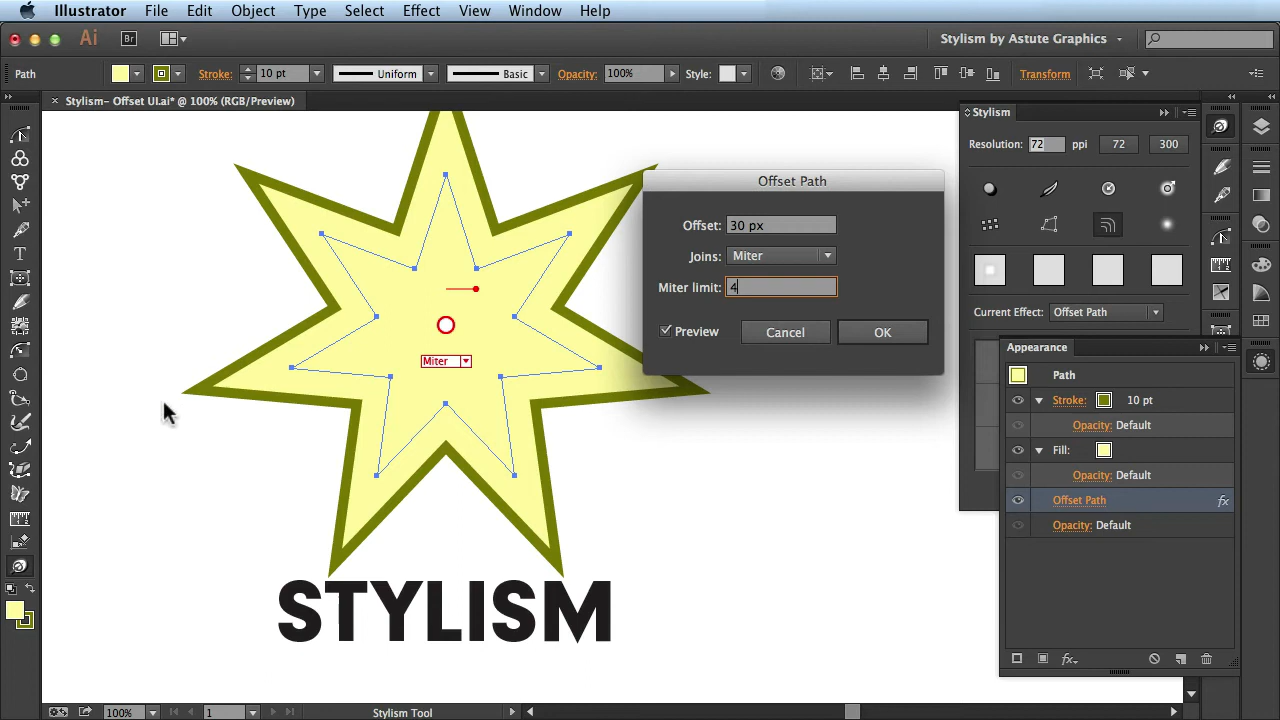 Illustrator File Edit Object Type Select Effect View Window Help
Ai Br Stylism by Astute Graphics
Path Stroke: 10 pt Uniform Basic Opacity: 100% Style: Transform
× Stylism- Offset UI.ai* @ 100% (RGB/Preview)
Stylism
Resolution: 72 ppi 72 300
Offset Path
Offset: 30 px
Joins: Miter
Miter limit: 4
Preview Cancel OK
Current Effect: Offset Path
Miter
Appearance
Path
Stroke: 10 pt
Opacity: Default
Fill:
Opacity: Default
Offset Path fx
Opacity: Default
fx
T
STYLISM
100% 1 Stylism Tool